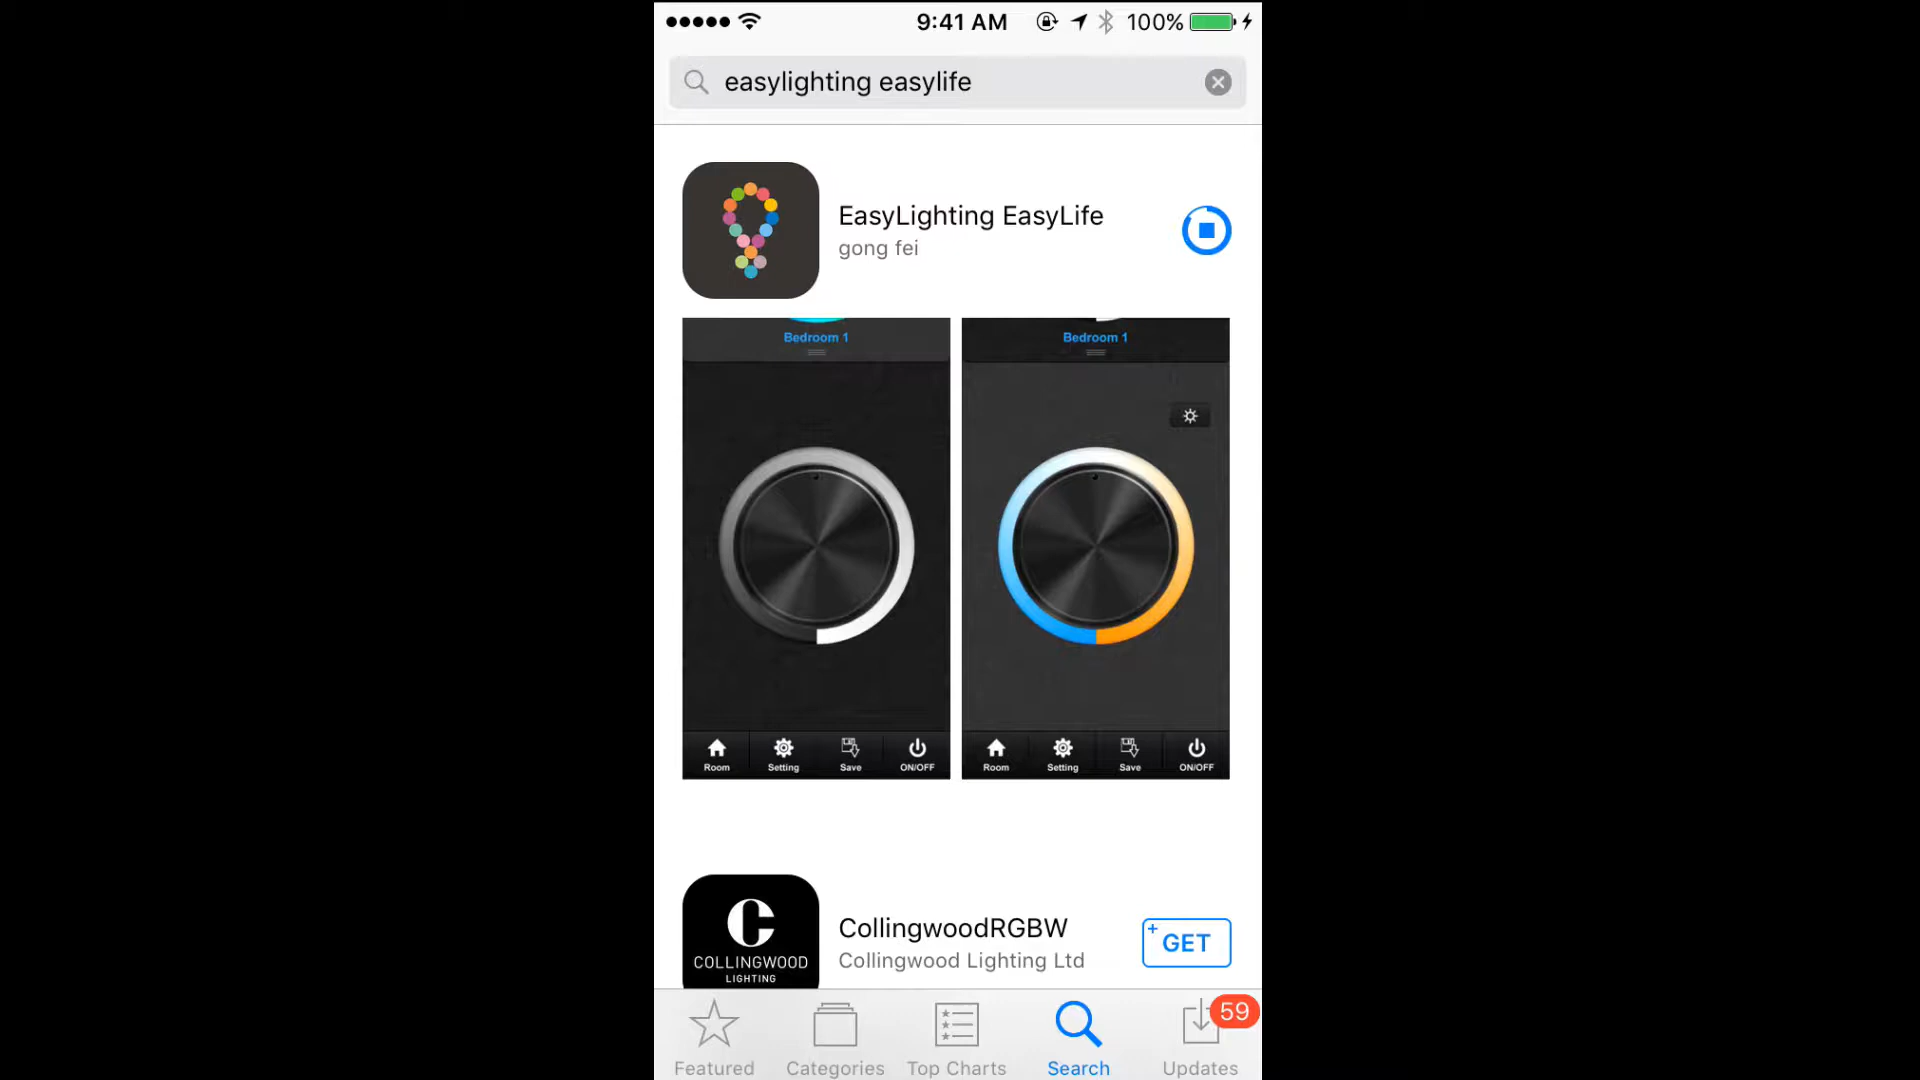 9:41 AM 100%
easylighting easylife
EasyLighting EasyLife
gong fei
Bedroom 1
Room Setting Save ON/OFF
Bedroom 1
Room Setting Save ON/OFF
C
COLLINGWOOD
LIGHTING
CollingwoodRGBW
Collingwood Lighting Ltd
+ GET
59
Featured Categories Top Charts Search Updates